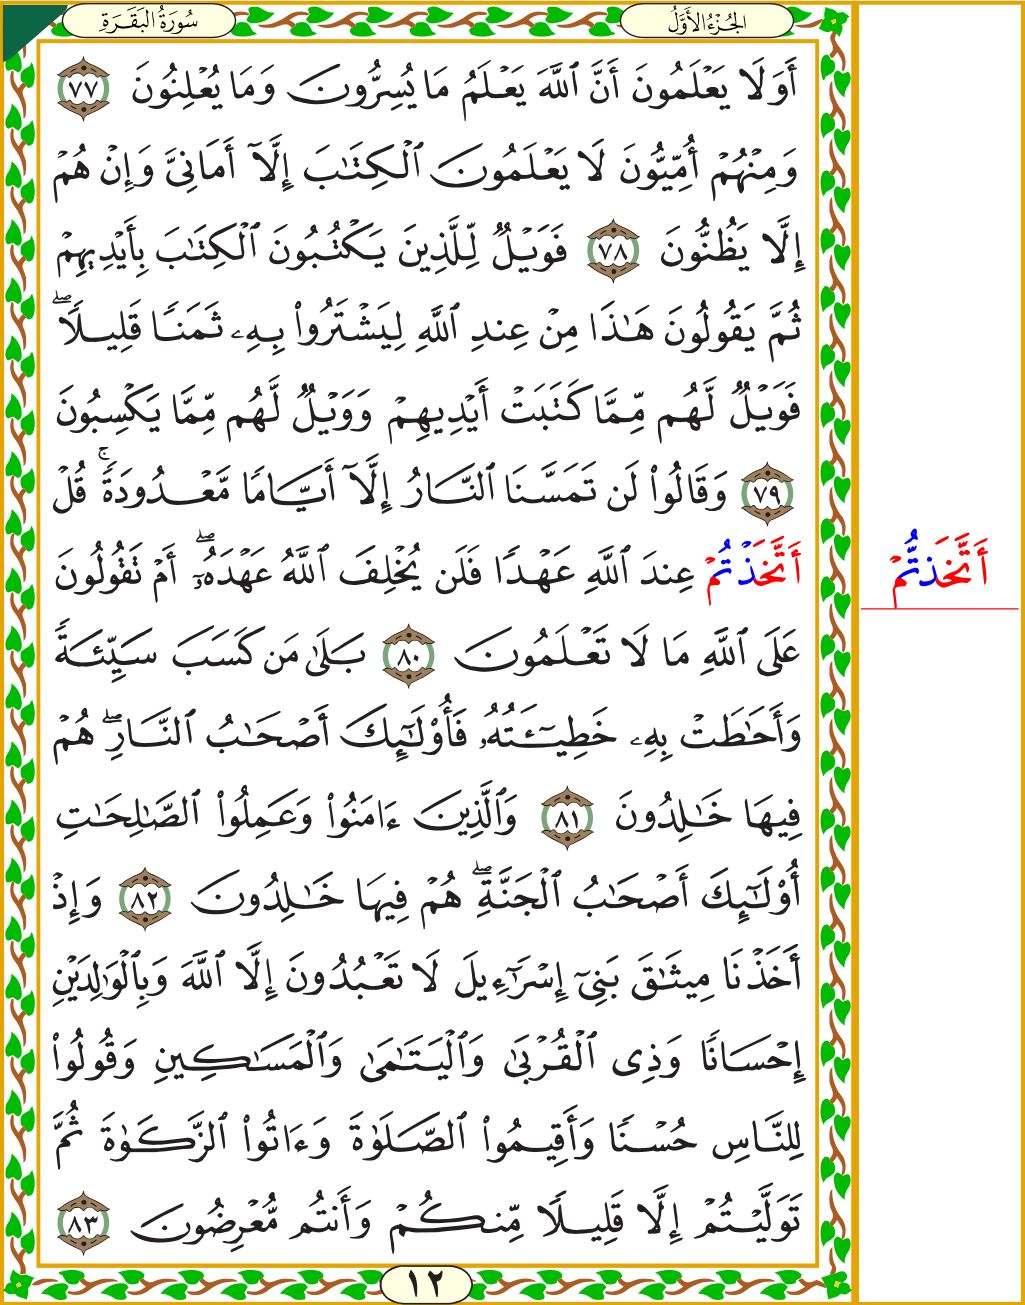 سُورَةُ البَقَرَةِ
الجُزْءُ الأَوَّلُ
أَوَلَا يَعْلَمُونَ أَنَّ ٱللَّهَ يَعْلَمُ مَا يُسِرُّونَ وَمَا يُعْلِنُونَ ٧٧
وَمِنْهُمْ أُمِّيُّونَ لَا يَعْلَمُونَ ٱلْكِتَٰبَ إِلَّآ أَمَانِىَّ وَإِنْ هُمْ
إِلَّا يَظُنُّونَ ٧٨ فَوَيْلٌ لِّلَّذِينَ يَكْتُبُونَ ٱلْكِتَٰبَ بِأَيْدِيهِمْ
ثُمَّ يَقُولُونَ هَٰذَا مِنْ عِندِ ٱللَّهِ لِيَشْتَرُوا۟ بِهِۦ ثَمَنًا قَلِيلًا ۖ
فَوَيْلٌ لَّهُم مِّمَّا كَتَبَتْ أَيْدِيهِمْ وَوَيْلٌ لَّهُم مِّمَّا يَكْسِبُونَ
٧٩ وَقَالُوا۟ لَن تَمَسَّنَا ٱلنَّارُ إِلَّآ أَيَّامًا مَّعْدُودَةً ۚ قُلْ
أَتَّخَذْتُمْ عِندَ ٱللَّهِ عَهْدًا فَلَن يُخْلِفَ ٱللَّهُ عَهْدَهُۥٓ ۖ أَمْ تَقُولُونَ
أَتَّخَذتُّمْ
عَلَى ٱللَّهِ مَا لَا تَعْلَمُونَ ٨٠ بَلَىٰ مَن كَسَبَ سَيِّئَةً
وَأَحَٰطَتْ بِهِۦ خَطِيٓـَٔتُهُۥ فَأُو۟لَٰٓئِكَ أَصْحَٰبُ ٱلنَّارِ ۖ هُمْ
فِيهَا خَٰلِدُونَ ٨١ وَٱلَّذِينَ ءَامَنُوا۟ وَعَمِلُوا۟ ٱلصَّٰلِحَٰتِ
أُو۟لَٰٓئِكَ أَصْحَٰبُ ٱلْجَنَّةِ ۖ هُمْ فِيهَا خَٰلِدُونَ ٨٢ وَإِذْ
أَخَذْنَا مِيثَٰقَ بَنِىٓ إِسْرَٰٓءِيلَ لَا تَعْبُدُونَ إِلَّا ٱللَّهَ وَبِٱلْوَٰلِدَيْنِ
إِحْسَانًا وَذِى ٱلْقُرْبَىٰ وَٱلْيَتَٰمَىٰ وَٱلْمَسَٰكِينِ وَقُولُوا۟
لِلنَّاسِ حُسْنًا وَأَقِيمُوا۟ ٱلصَّلَوٰةَ وَءَاتُوا۟ ٱلزَّكَوٰةَ ثُمَّ
تَوَلَّيْتُمْ إِلَّا قَلِيلًا مِّنكُمْ وَأَنتُم مُّعْرِضُونَ ٨٣
١٢